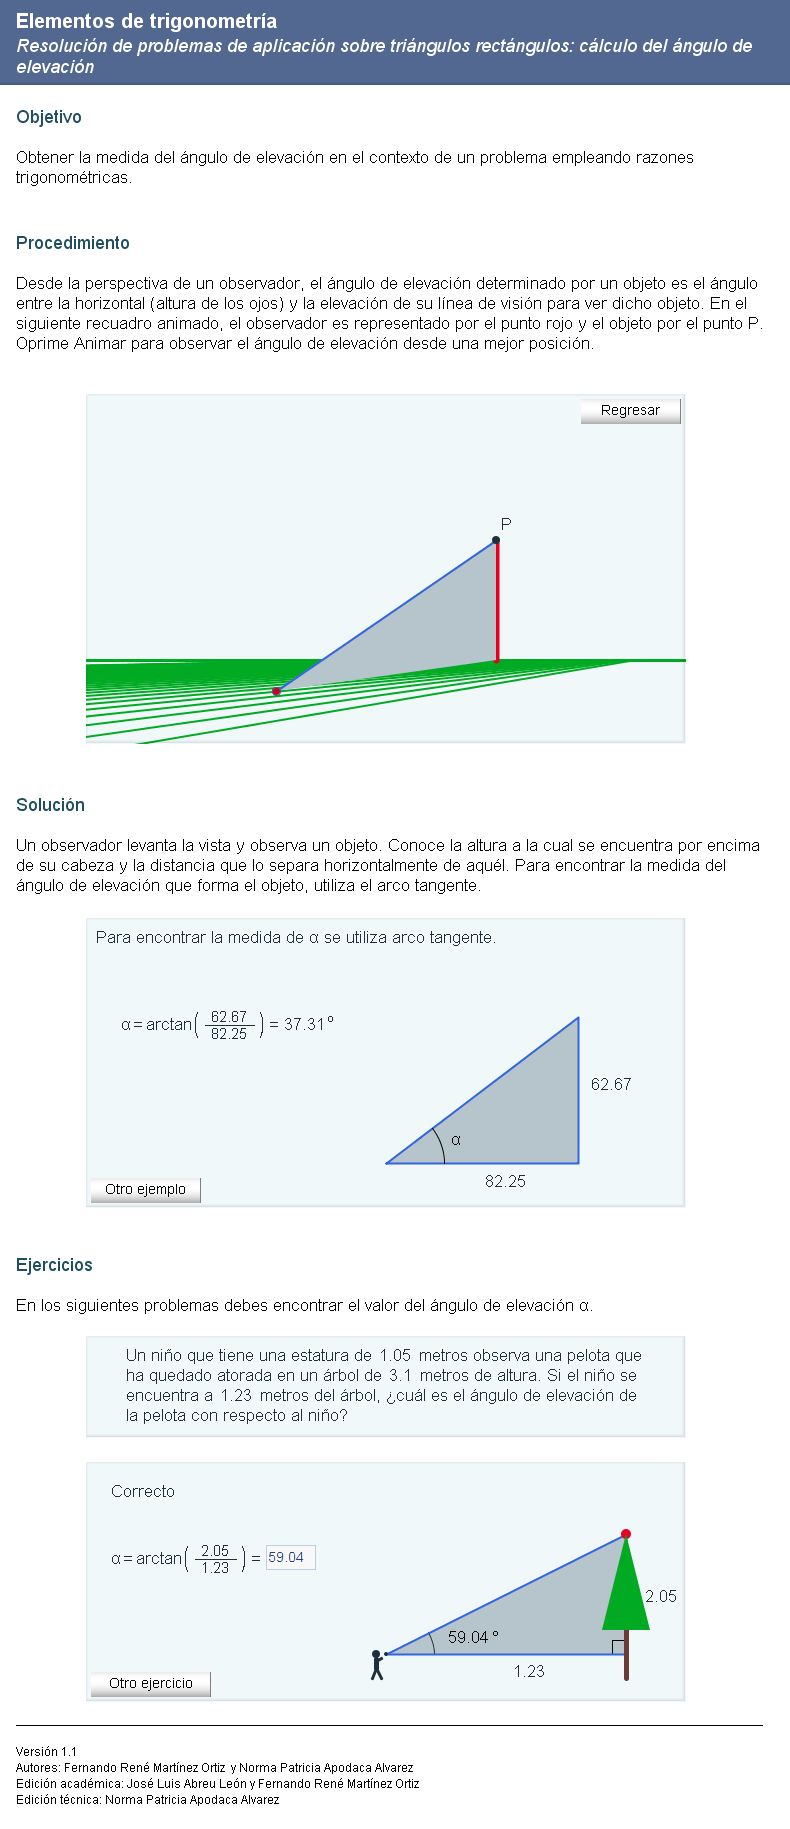 Elementos de trigonometría
Resolución de problemas de aplicación sobre triángulos rectángulos: cálculo del ángulo de
elevación
Objetivo
Obtener la medida del ángulo de elevación en el contexto de un problema empleando razones
trigonométricas.
Procedimiento
Desde la perspectiva de un observador, el ángulo de elevación determinado por un objeto es el ángulo
entre la horizontal (altura de los ojos) y la elevación de su línea de visión para ver dicho objeto. En el
siguiente recuadro animado, el observador es representado por el punto rojo y el objeto por el punto P.
Oprime Animar para observar el ángulo de elevación desde una mejor posición.
Regresar
P
Solución
Un observador levanta la vista y observa un objeto. Conoce la altura a la cual se encuentra por encima
de su cabeza y la distancia que lo separa horizontalmente de aquél. Para encontrar la medida del
ángulo de elevación que forma el objeto, utiliza el arco tangente.
Para encontrar la medida de α se utiliza arco tangente.
α = arctan( 62.67 / 82.25 ) = 37.31 º
62.67
α
82.25
Otro ejemplo
Ejercicios
En los siguientes problemas debes encontrar el valor del ángulo de elevación α.
Un niño que tiene una estatura de 1.05 metros observa una pelota que
ha quedado atorada en un árbol de 3.1 metros de altura. Si el niño se
encuentra a 1.23 metros del árbol, ¿cuál es el ángulo de elevación de
la pelota con respecto al niño?
Correcto
α = arctan( 2.05 / 1.23 ) = 59.04
2.05
59.04 º
1.23
Otro ejercicio
Versión 1.1
Autores: Fernando René Martínez Ortiz y Norma Patricia Apodaca Alvarez
Edición académica: José Luis Abreu León y Fernando René Martínez Ortiz
Edición técnica: Norma Patricia Apodaca Alvarez